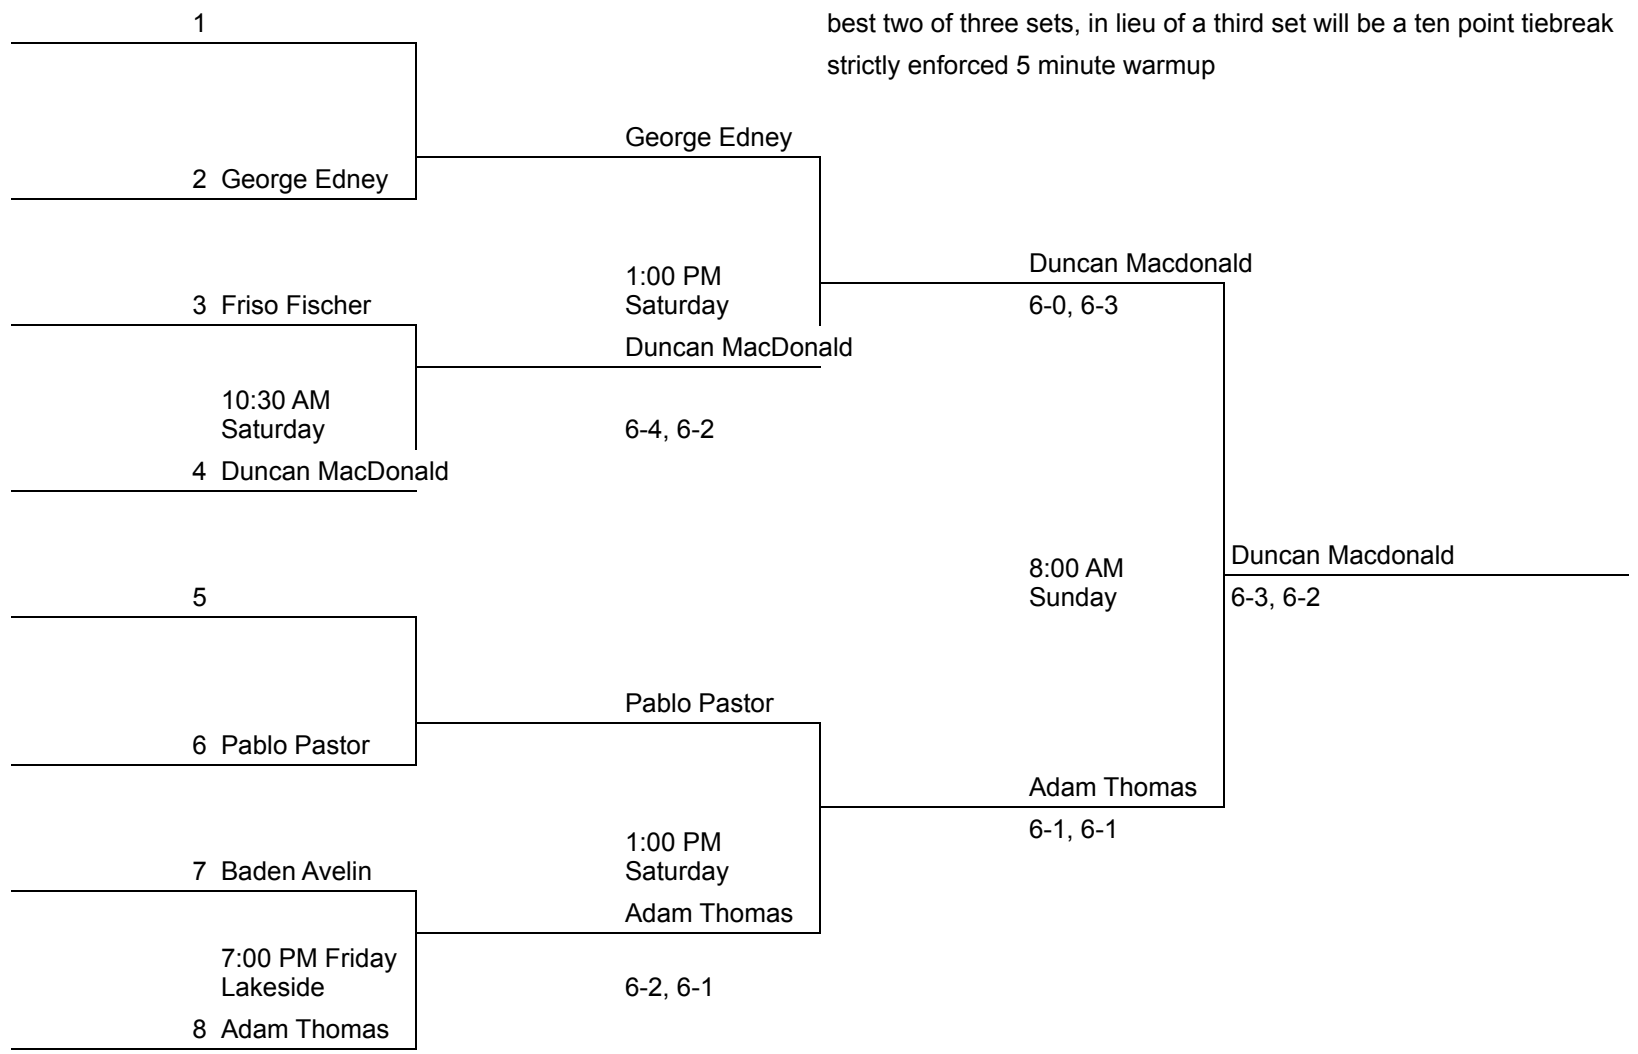 1
best two of three sets, in lieu of a third set will be a ten point tiebreak
strictly enforced 5 minute warmup
George Edney
2 George Edney
Duncan Macdonald
1:00 PM
Saturday
3 Friso Fischer
6-0, 6-3
Duncan MacDonald
10:30 AM
Saturday
6-4, 6-2
4 Duncan MacDonald
Duncan Macdonald
8:00 AM
Sunday
5
6-3, 6-2
Pablo Pastor
6 Pablo Pastor
Adam Thomas
6-1, 6-1
1:00 PM
Saturday
7 Baden Avelin
Adam Thomas
7:00 PM Friday
Lakeside
6-2, 6-1
8 Adam Thomas